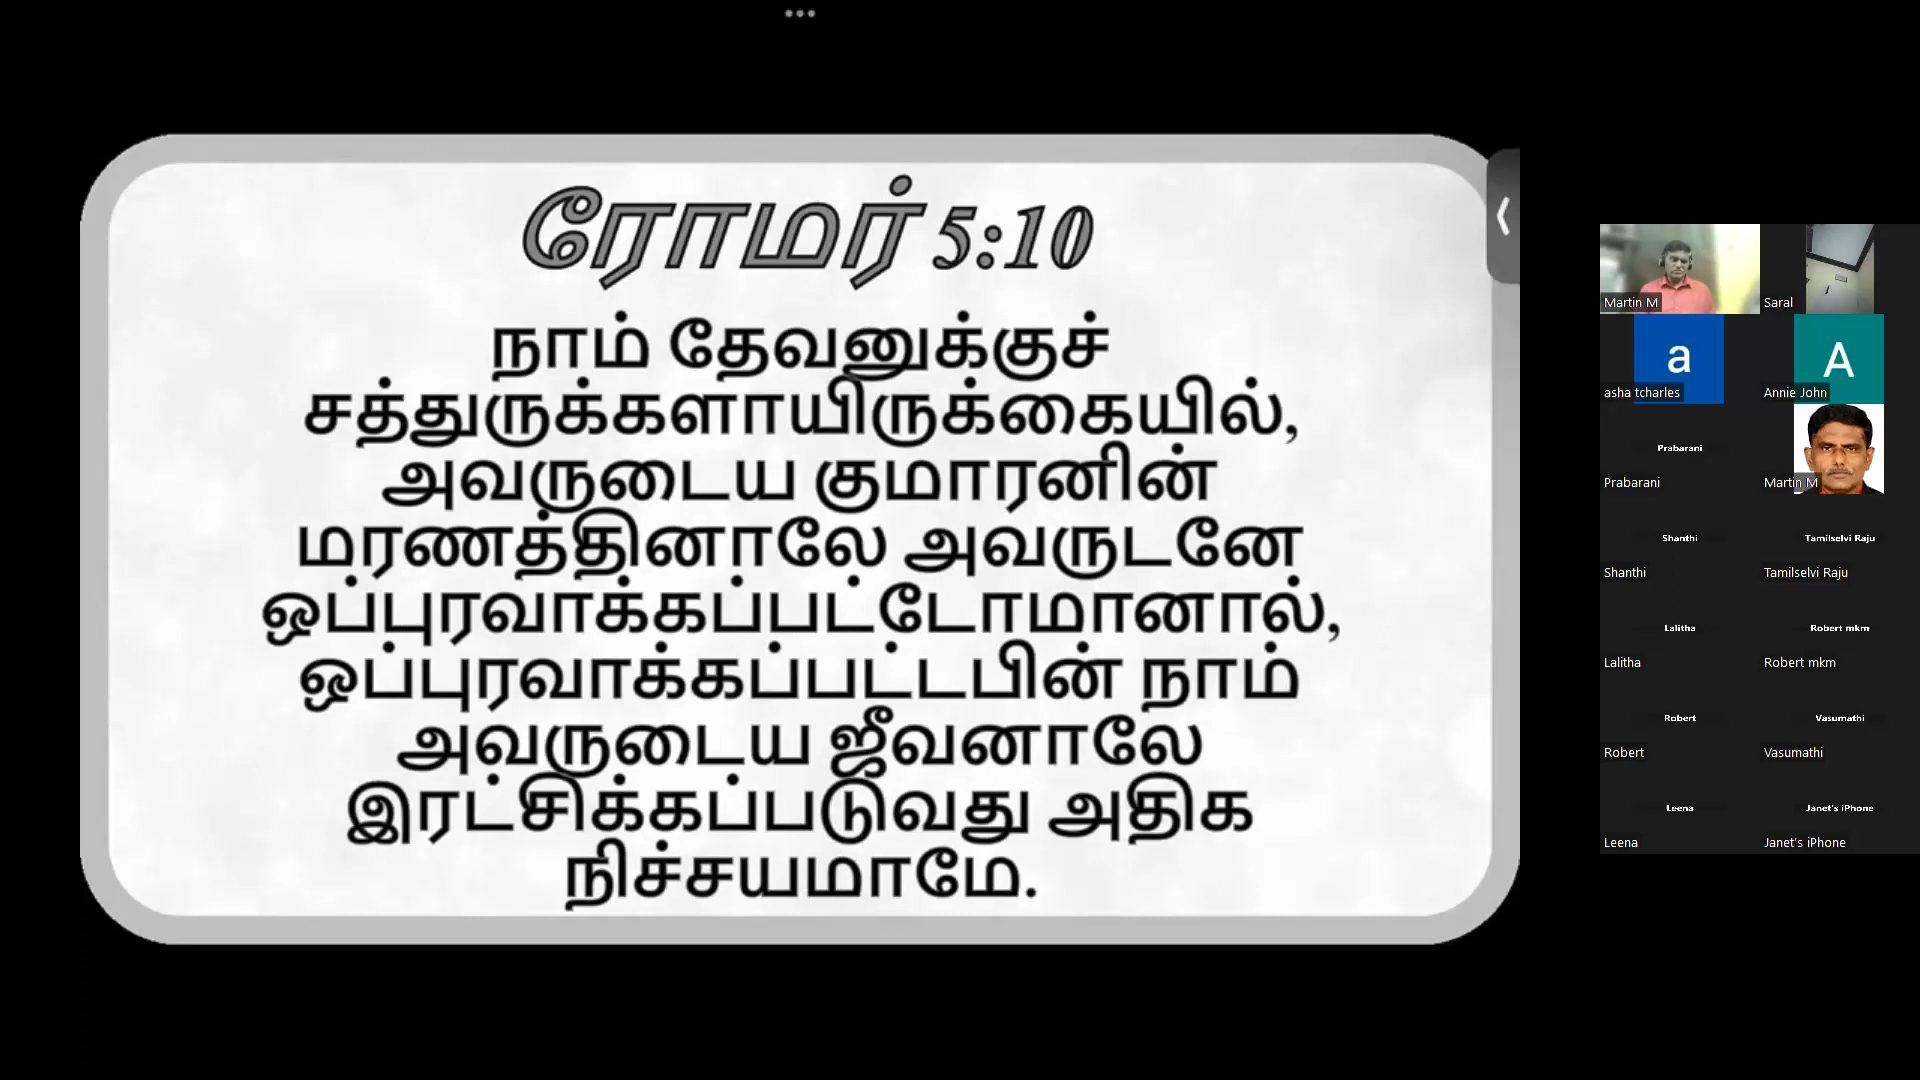 ரோமர் 5:10
நாம் தேவனுக்குச்
சத்துருக்களாயிருக்கையில்,
அவருடைய குமாரனின்
மரணத்தினாலே அவருடனே
ஒப்புரவாக்கப்பட்டோமானால்,
ஒப்புரவாக்கப்பட்டபின் நாம்
அவருடைய ஜீவனாலே
இரட்சிக்கப்படுவது அதிக
நிச்சயமாமே.
Martin M
Saral
a
asha tcharles
A
Annie John
Prabarani
Prabarani
Martin M
Shanthi
Shanthi
Tamilselvi Raju
Tamilselvi Raju
Lalitha
Lalitha
Robert mkm
Robert mkm
Robert
Robert
Vasumathi
Vasumathi
Leena
Leena
Janet's iPhone
Janet's iPhone